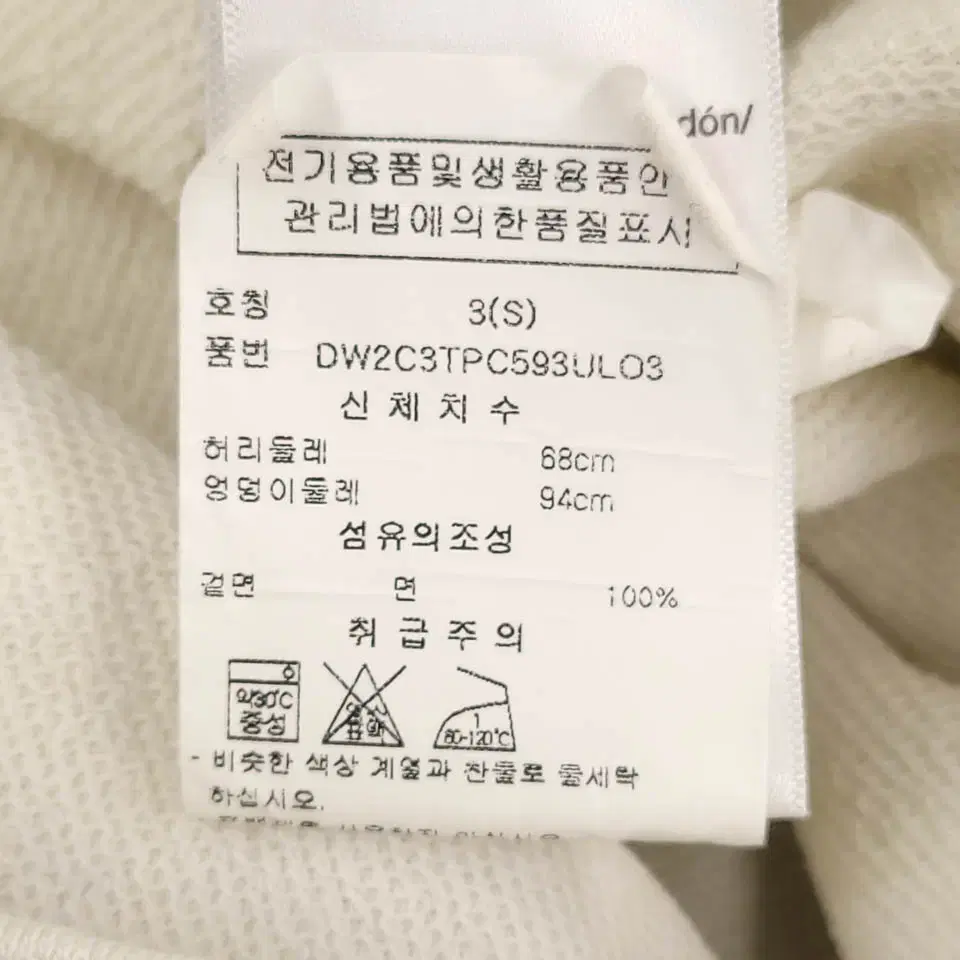 dón/
전기용품및생활용품안
관리법에의한품질표시
호칭 3(S)
품번 DW2C3TPC593ULO3
신체치수
허리둘레 68cm
엉덩이둘레 94cm
섬유의조성
겉면 면 100%
취급주의
약30℃
중성
염소
표백
1
80-120℃
- 비슷한 색상 계열과 찬물로 물세탁
하십시오.